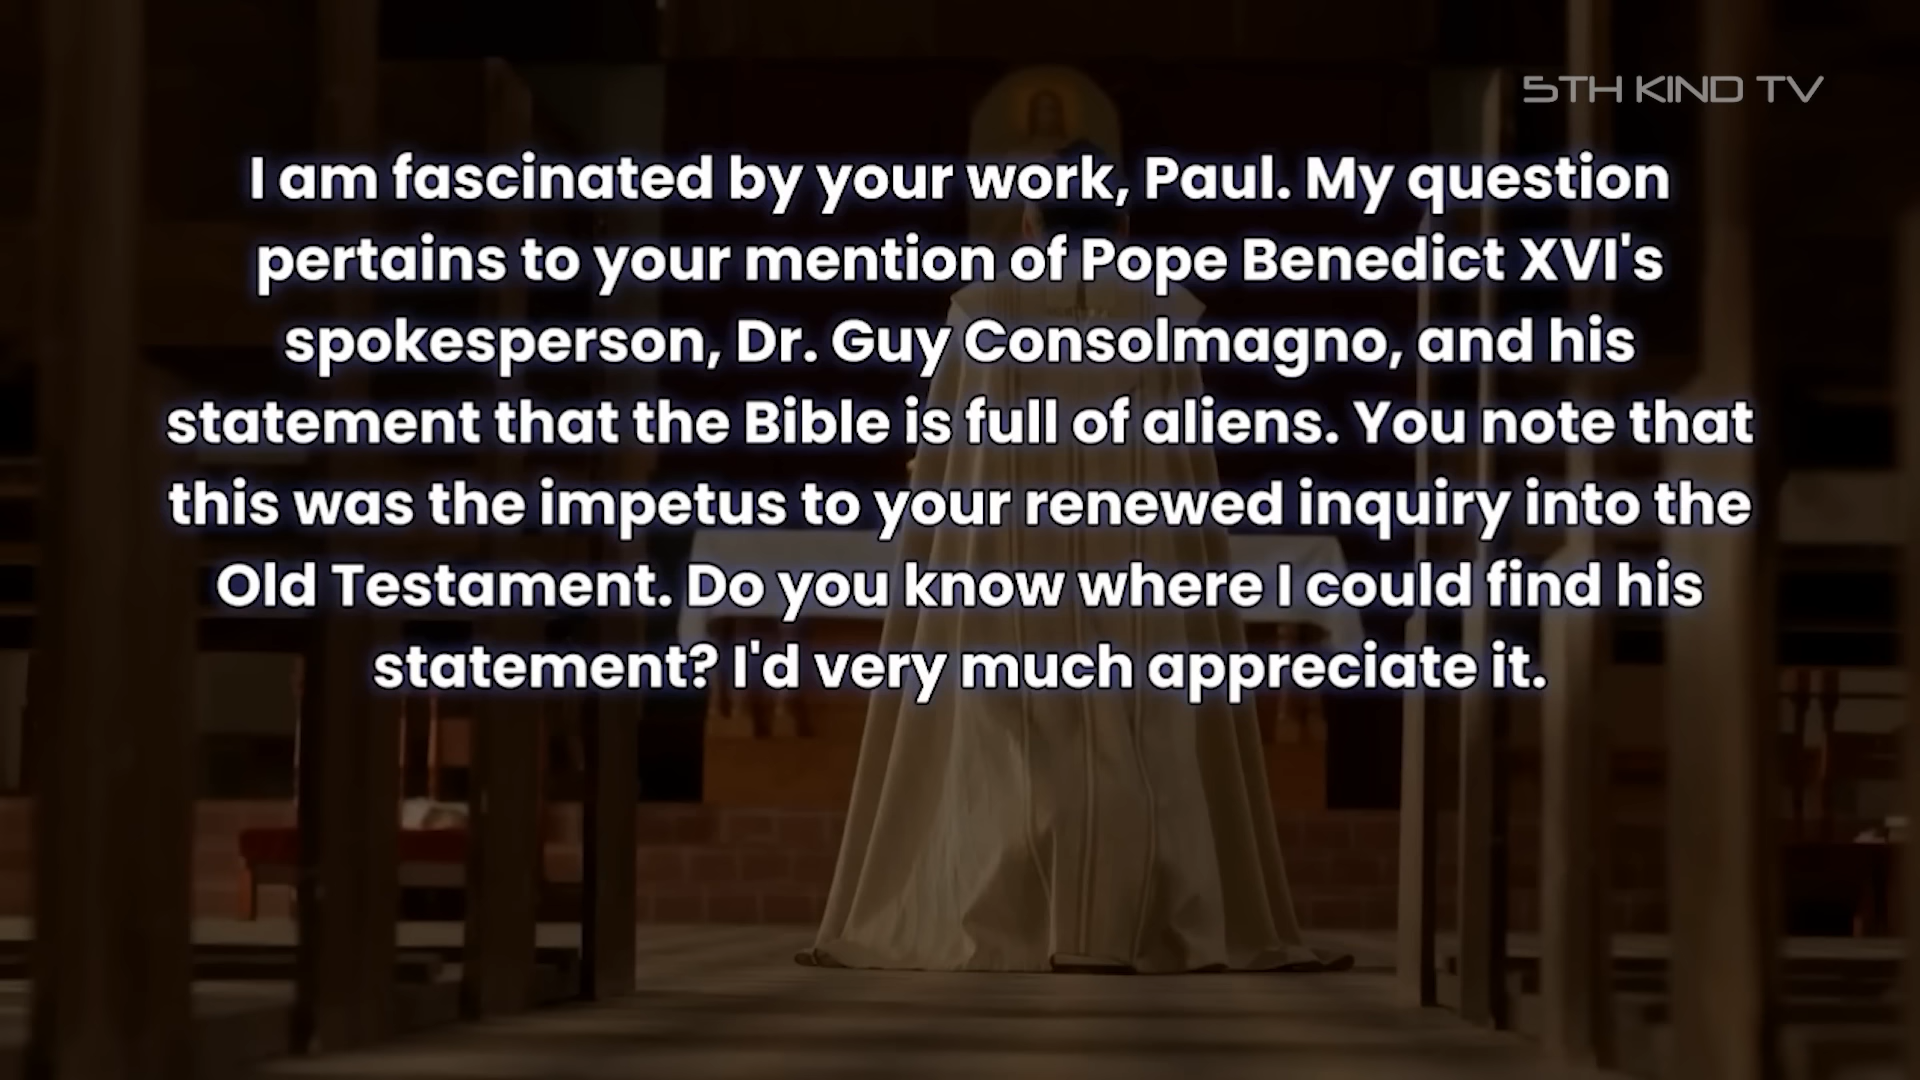 5TH KIND TV
I am fascinated by your work, Paul. My question
pertains to your mention of Pope Benedict XVI's
spokesperson, Dr. Guy Consolmagno, and his
statement that the Bible is full of aliens. You note that
this was the impetus to your renewed inquiry into the
Old Testament. Do you know where I could find his
statement? I'd very much appreciate it.